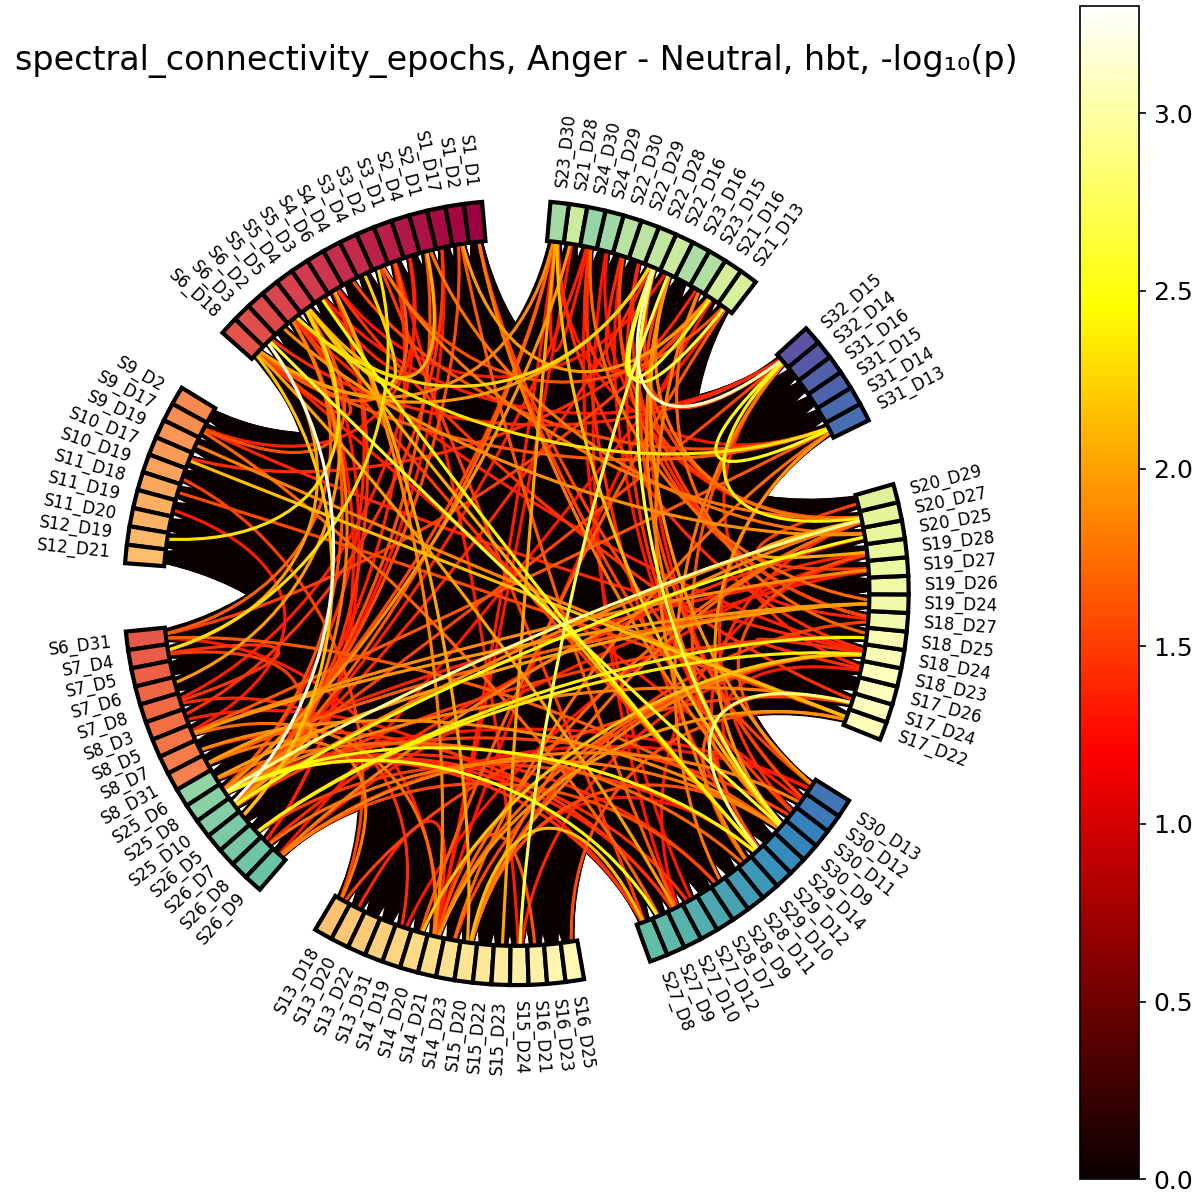 spectral_connectivity_epochs, Anger - Neutral, hbt, -log₁₀(p)
S1_D1
S1_D2
S1_D17
S2_D1
S2_D4
S3_D1
S3_D2
S3_D4
S4_D4
S4_D6
S5_D3
S5_D4
S5_D5
S6_D2
S6_D3
S6_D18
S9_D2
S9_D17
S9_D19
S10_D17
S10_D19
S11_D18
S11_D19
S11_D20
S12_D19
S12_D21
S6_D31
S7_D4
S7_D5
S7_D6
S7_D8
S8_D3
S8_D5
S8_D7
S8_D31
S25_D6
S25_D8
S25_D10
S26_D5
S26_D7
S26_D8
S26_D9
S13_D18
S13_D20
S13_D22
S13_D31
S14_D19
S14_D20
S14_D21
S14_D23
S15_D20
S15_D22
S15_D23
S15_D24
S16_D21
S16_D23
S16_D25
S27_D8
S27_D9
S27_D10
S27_D12
S28_D7
S28_D9
S28_D11
S29_D10
S29_D12
S29_D14
S30_D9
S30_D11
S30_D12
S30_D13
S17_D22
S17_D24
S17_D26
S18_D23
S18_D24
S18_D25
S18_D27
S19_D24
S19_D26
S19_D27
S19_D28
S20_D25
S20_D27
S20_D29
S31_D13
S31_D14
S31_D15
S31_D16
S32_D14
S32_D15
S21_D13
S21_D16
S23_D15
S23_D16
S22_D16
S22_D28
S22_D29
S22_D30
S24_D29
S24_D30
S21_D28
S23_D30
3.0
2.5
2.0
1.5
1.0
0.5
0.0